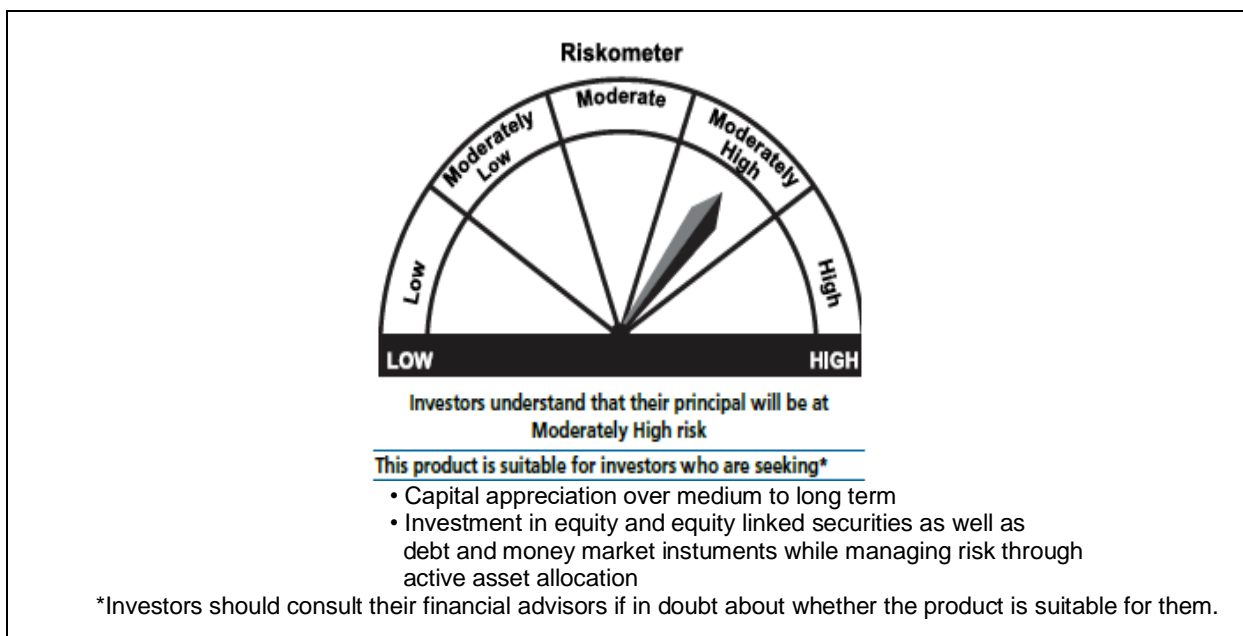 Riskometer
Moderate
Moderately
Low
Moderately
High
Low
High
LOW
HIGH
Investors understand that their principal will be at
Moderately High risk
This product is suitable for investors who are seeking*
• Capital appreciation over medium to long term
• Investment in equity and equity linked securities as well as
debt and money market instuments while managing risk through
active asset allocation
*Investors should consult their financial advisors if in doubt about whether the product is suitable for them.